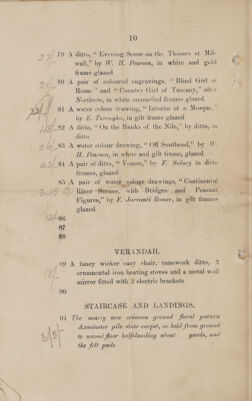 10
79 A ditto, "Evening Scene on the Thames at Mill-
wall," by W. H. Pearson, in white and gold
frame glazed
80 A pair of coloured engravings, "Blind Girl of
Rome" and "Country Girl of Tuscany," after
Northcote, in white enamelled frames glazed
81 A water colour drawing, "Interior of a Mosque,"
by E. in gilt frame glazed
82 A ditto, "On the Banks of the Nile," by ditto, in
ditto
83 A water colour drawing, "Off Southend," by W.
H. Pearson, in white and gilt frame, glazed
84 A pair of ditto, "Venice," by F. Sidney in ditto
frames, glazed
85 A pair of water colour drawings, "Continental
River Scenes, with Bridges and Peasant
Figures," by F. Romer, in gilt frames
glazed
86
87
88
VERANDAH.
89 A fancy wicker easy chair, canework ditto, 2
ornamental iron heating stoves and a metal wall
mirror fitted with 2 electric brackets
90
STAIRCASE AND LANDINGS.
91 The nearly new crimson ground floral pattern
Axminster pile stair carpet, as laid from ground
to second floor half-landing about yards, and
the felt pads